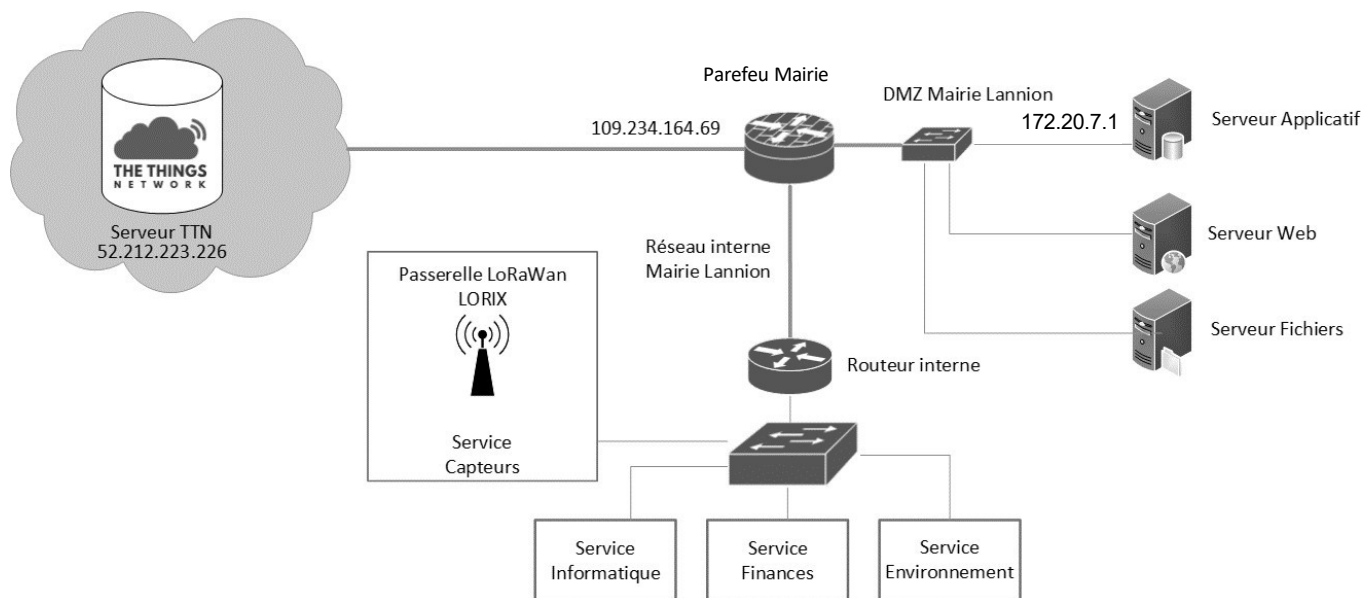 THE THINGS
NETWORK
Serveur TTN
52.212.223.226
109.234.164.69
Parefeu Mairie
DMZ Mairie Lannion
172.20.7.1
Serveur Applicatif
Serveur Web
Serveur Fichiers
Réseau interne
Mairie Lannion
Routeur interne
Passerelle LoRaWan
LORIX
Service
Capteurs
Service
Informatique
Service
Finances
Service
Environnement